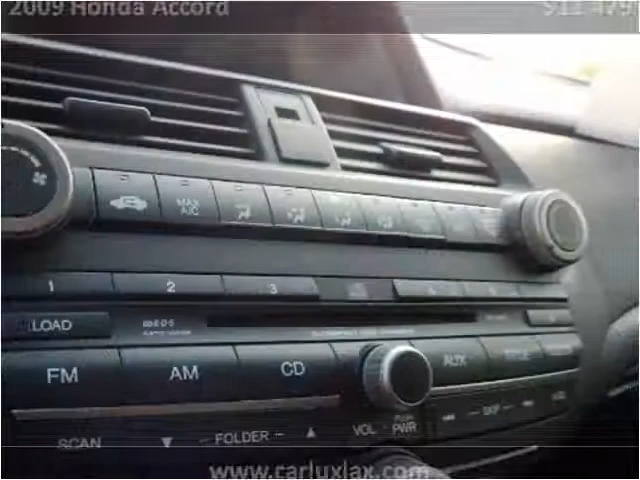 2009 Honda Accord
MAX A/C
1 2 3
LOAD
FM AM CD AUX TITLE
SCAN FOLDER VOL PUSH PWR SKIP
www.carluxlax.com